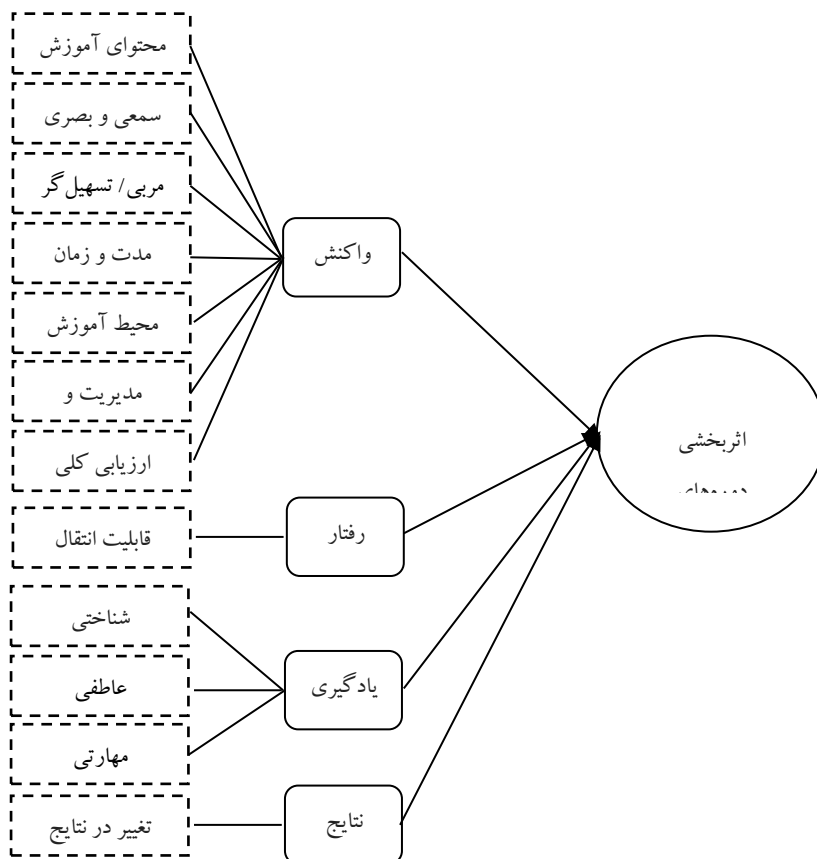 محتوای آموزش
سمعی و بصری
مربی/ تسهیل‌گر
مدت و زمان
محیط آموزش
مدیریت و
ارزیابی کلی
قابلیت انتقال
شناختی
عاطفی
مهارتی
تغییر در نتایج
واکنش
رفتار
یادگیری
نتایج
اثربخشی